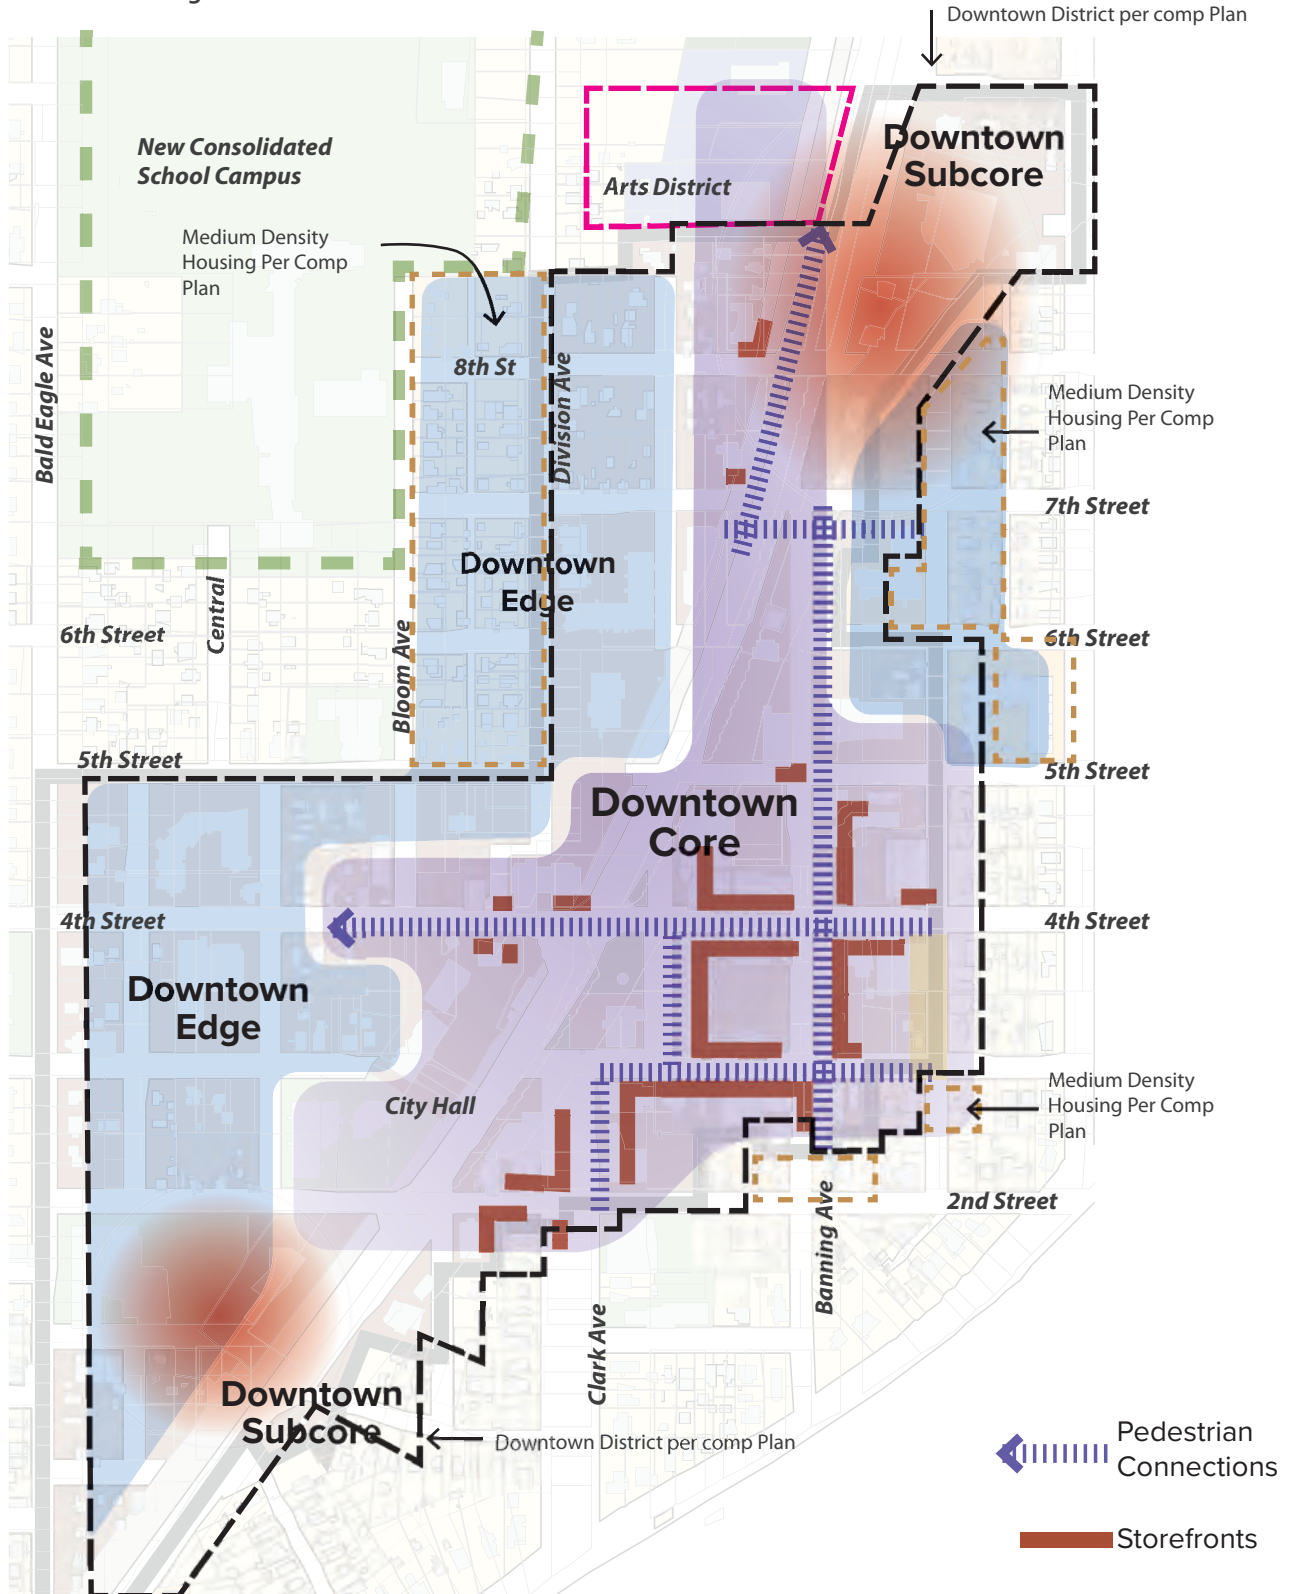 Downtown District per comp Plan
New Consolidated
School Campus
Downtown
Subcore
Arts District
Medium Density
Housing Per Comp
Plan
8th St
Division Ave
Bald Eagle Ave
Medium Density
Housing Per Comp
Plan
7th Street
Downtown
Edge
Central
6th Street
6th Street
Bloom Ave
5th Street
5th Street
Downtown
Core
4th Street
4th Street
Downtown
Edge
City Hall
Medium Density
Housing Per Comp
Plan
2nd Street
Banning Ave
Clark Ave
Downtown
Subcore
Downtown District per comp Plan
Pedestrian
Connections
Storefronts